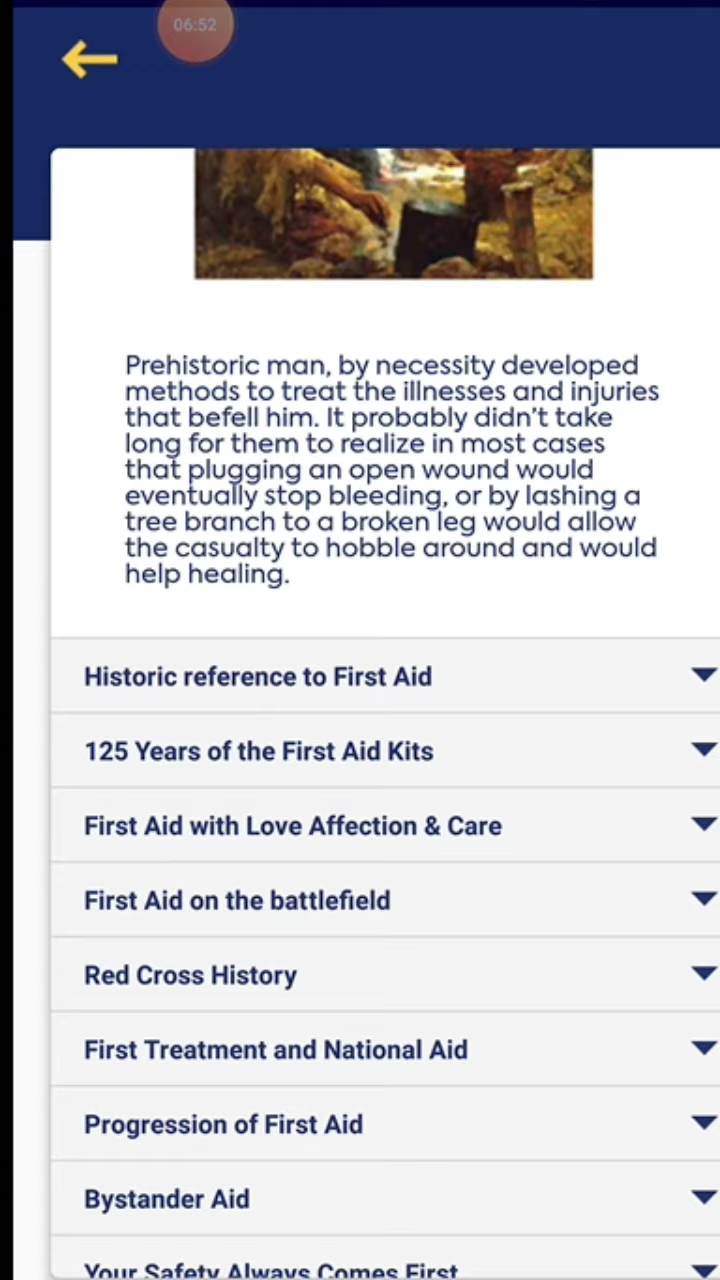 06:52
Prehistoric man, by necessity developed
methods to treat the illnesses and injuries
that befell him. It probably didn't take
long for them to realize in most cases
that plugging an open wound would
eventually stop bleeding, or by lashing a
tree branch to a broken leg would allow
the casualty to hobble around and would
help healing.
Historic reference to First Aid
125 Years of the First Aid Kits
First Aid with Love Affection & Care
First Aid on the battlefield
Red Cross History
First Treatment and National Aid
Progression of First Aid
Bystander Aid
Your Safety Always Comes First